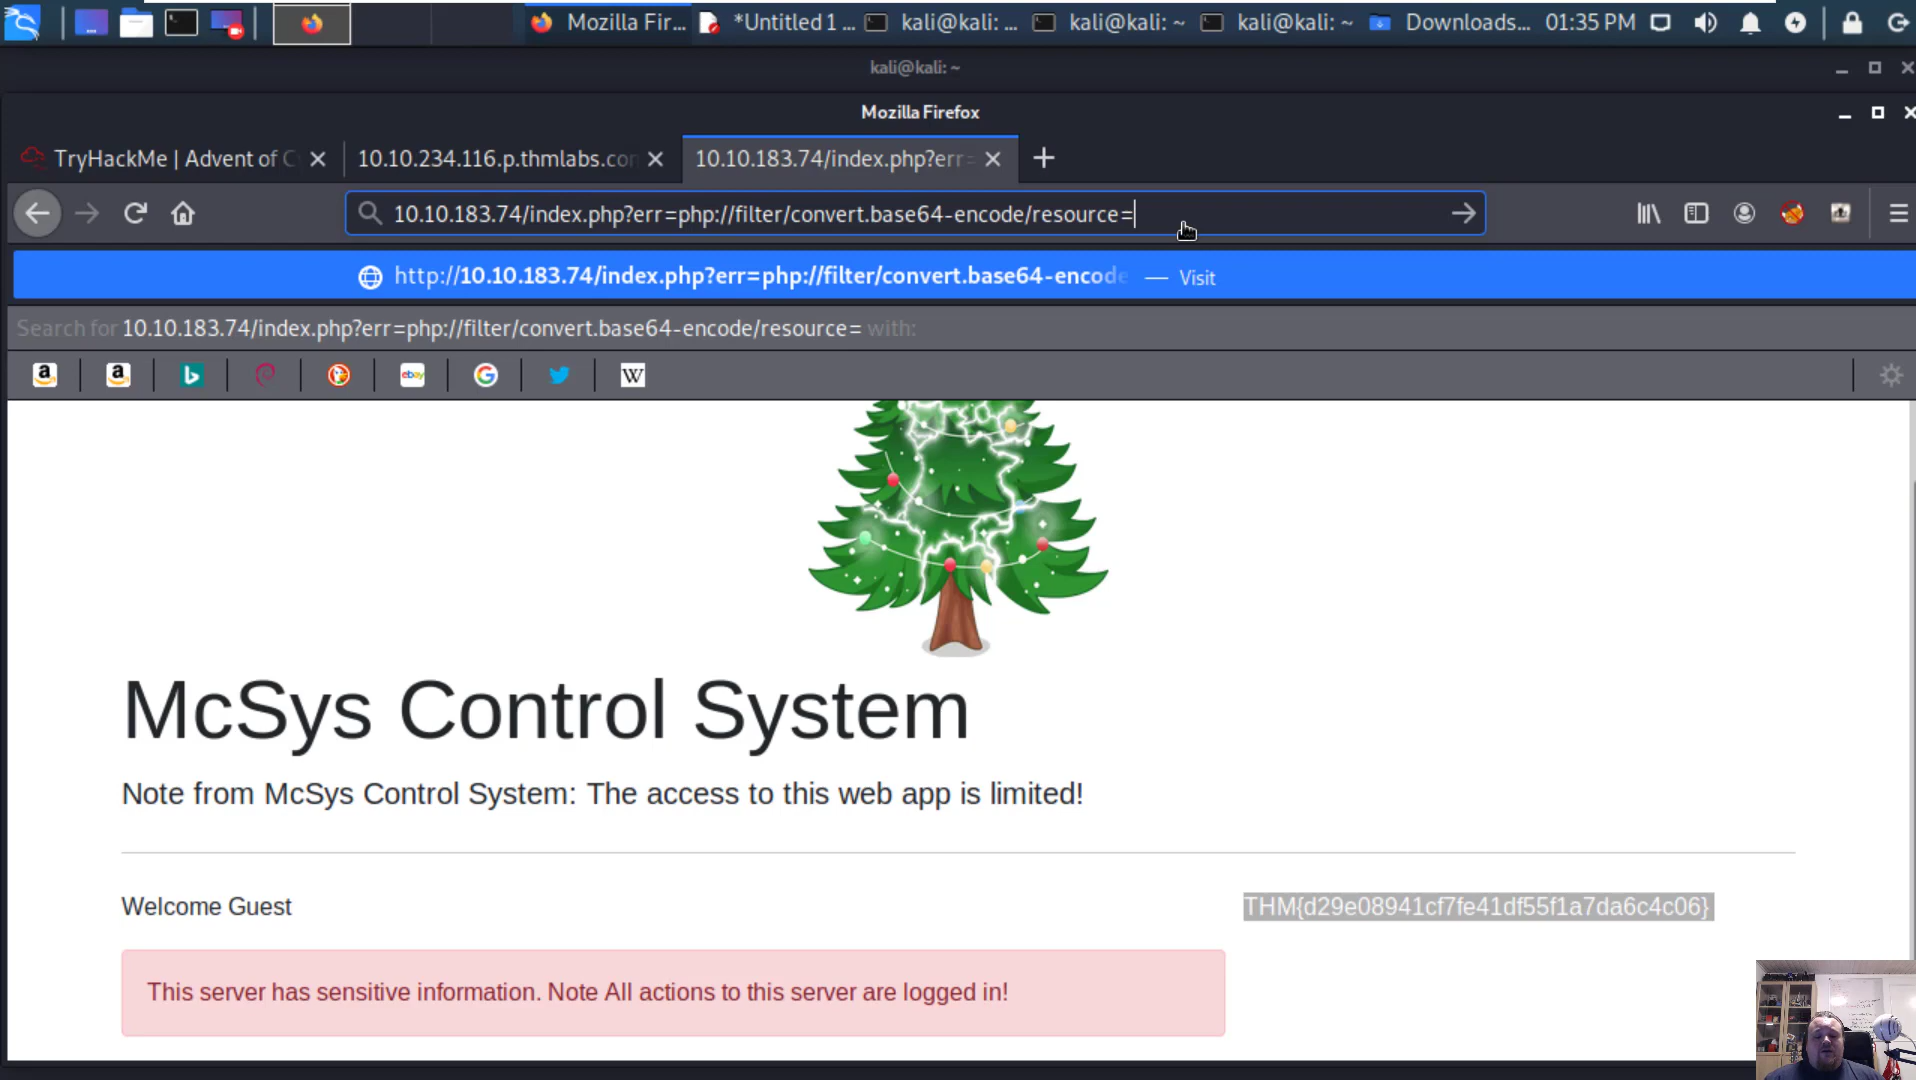 Mozilla Fir...
*Untitled 1 ...
kali@kali: ...
kali@kali: ~
kali@kali: ~
Downloads...
01:35 PM
kali@kali: ~
Mozilla Firefox
TryHackMe | Advent of C
10.10.234.116.p.thmlabs.com
10.10.183.74/index.php?err=
10.10.183.74/index.php?err=php://filter/convert.base64-encode/resource=
http://10.10.183.74/index.php?err=php://filter/convert.base64-encode — Visit
Search for 10.10.183.74/index.php?err=php://filter/convert.base64-encode/resource= with:
a
a
b
ebay
G
W
McSys Control System
Note from McSys Control System: The access to this web app is limited!
Welcome Guest
THM{d29e08941cf7fe41df55f1a7da6c4c06}
This server has sensitive information. Note All actions to this server are logged in!